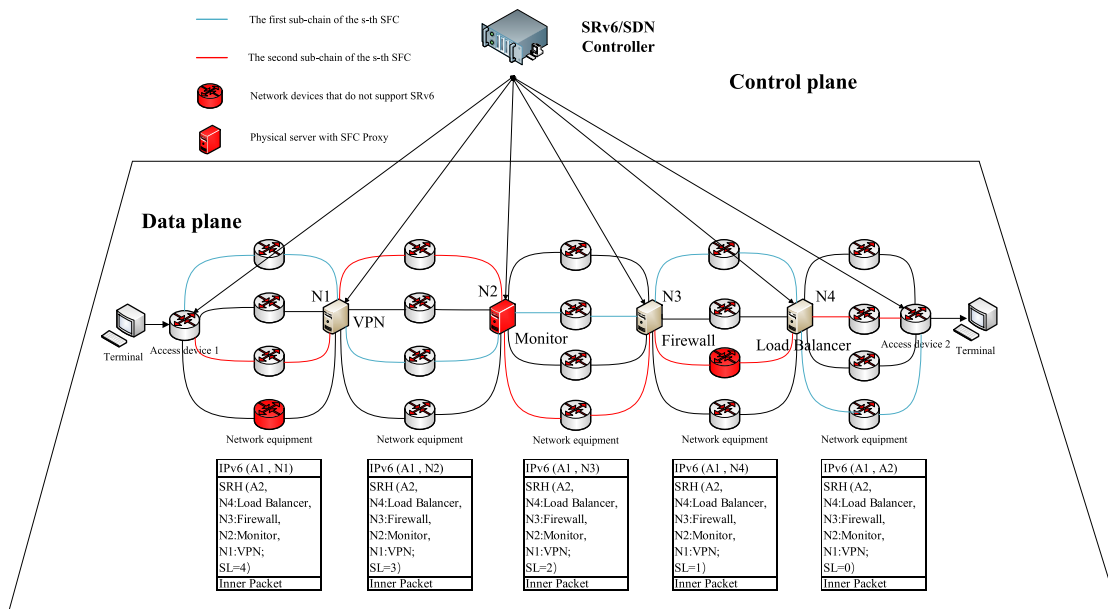 The first sub-chain of the s-th SFC
The second sub-chain of the s-th SFC
Network devices that do not support SRv6
Physical server with SFC Proxy
SRv6/SDN
Controller
Control plane
Data plane
N1
N2
N3
N4
VPN
Monitor
Firewall
Load Balancer
Terminal
Access device 1
Access device 2
Terminal
Network equipment
Network equipment
Network equipment
Network equipment
Network equipment
IPv6 (A1 , N1)
SRH (A2,
N4:Load Balancer,
N3:Firewall,
N2:Monitor,
N1:VPN;
SL=4）
Inner Packet
IPv6 (A1 , N2)
SRH (A2,
N4:Load Balancer,
N3:Firewall,
N2:Monitor,
N1:VPN;
SL=3）
Inner Packet
IPv6 (A1 , N3)
SRH (A2,
N4:Load Balancer,
N3:Firewall,
N2:Monitor,
N1:VPN;
SL=2）
Inner Packet
IPv6 (A1 , N4)
SRH (A2,
N4:Load Balancer,
N3:Firewall,
N2:Monitor,
N1:VPN;
SL=1）
Inner Packet
IPv6 (A1 , A2)
SRH (A2,
N4:Load Balancer,
N3:Firewall,
N2:Monitor,
N1:VPN;
SL=0）
Inner Packet